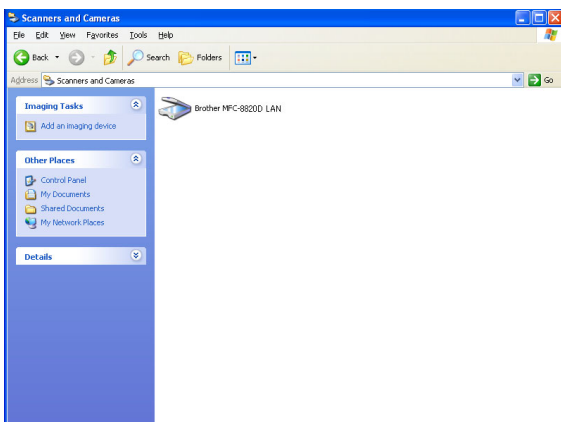 Scanners and Cameras
File Edit View Favorites Tools Help
Back Search Folders
Address Scanners and Cameras Go
Imaging Tasks
Add an imaging device
Other Places
Control Panel
My Documents
Shared Documents
My Network Places
Details
Brother MFC-8820D LAN